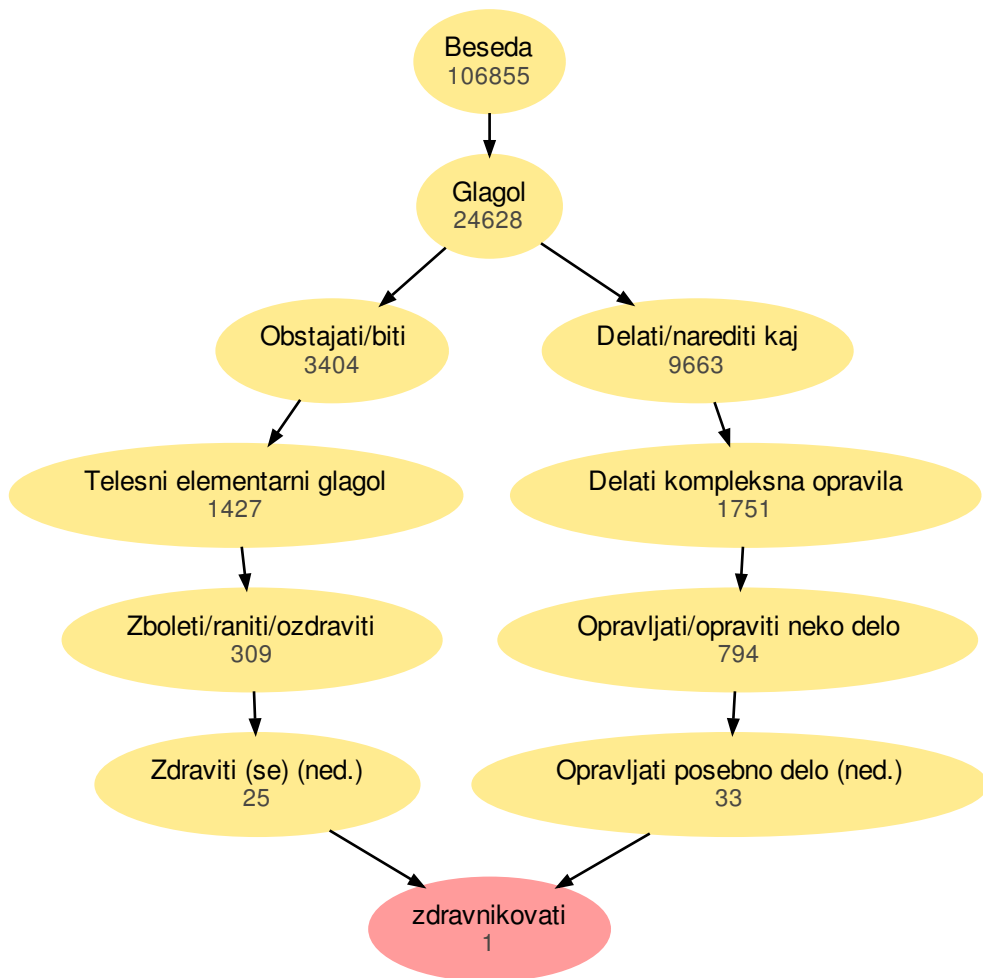 Beseda
106855
Glagol
24628
Obstajati/biti
3404
Delati/narediti kaj
9663
Telesni elementarni glagol
1427
Delati kompleksna opravila
1751
Zboleti/raniti/ozdraviti
309
Opravljati/opraviti neko delo
794
Zdraviti (se) (ned.)
25
Opravljati posebno delo (ned.)
33
zdravnikovati
1